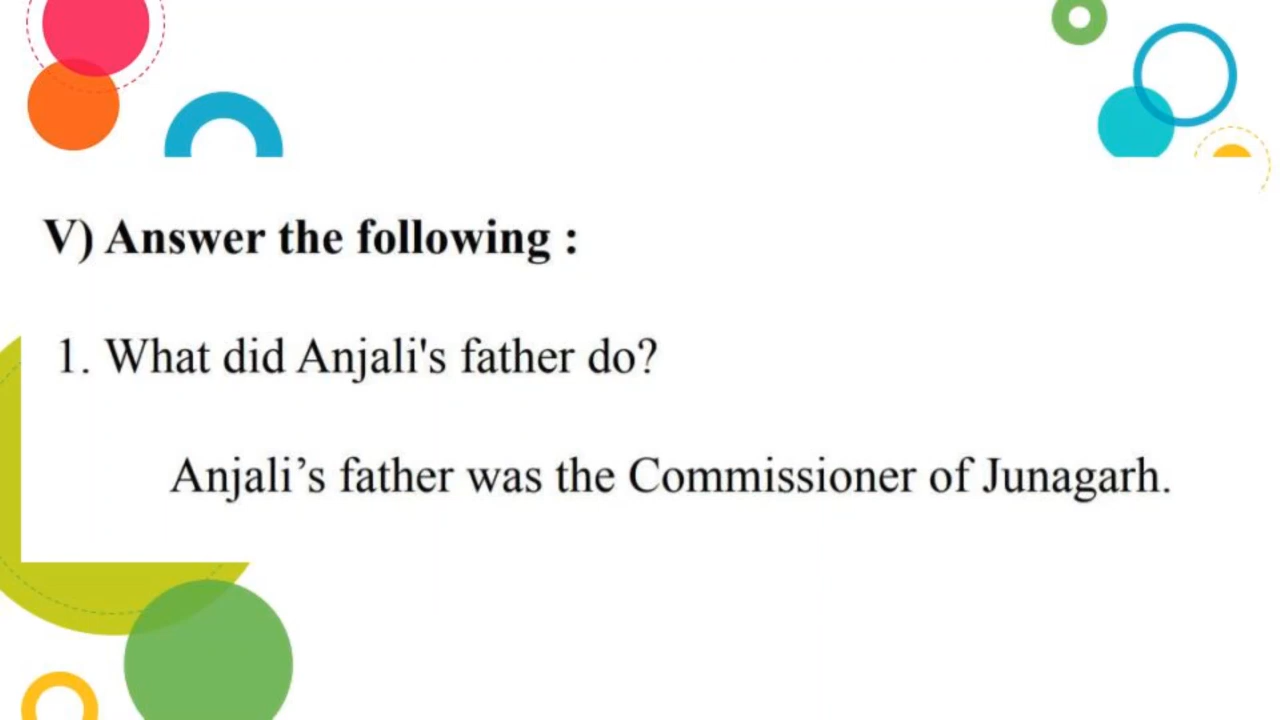 V) Answer the following :
1. What did Anjali's father do?
Anjali’s father was the Commissioner of Junagarh.